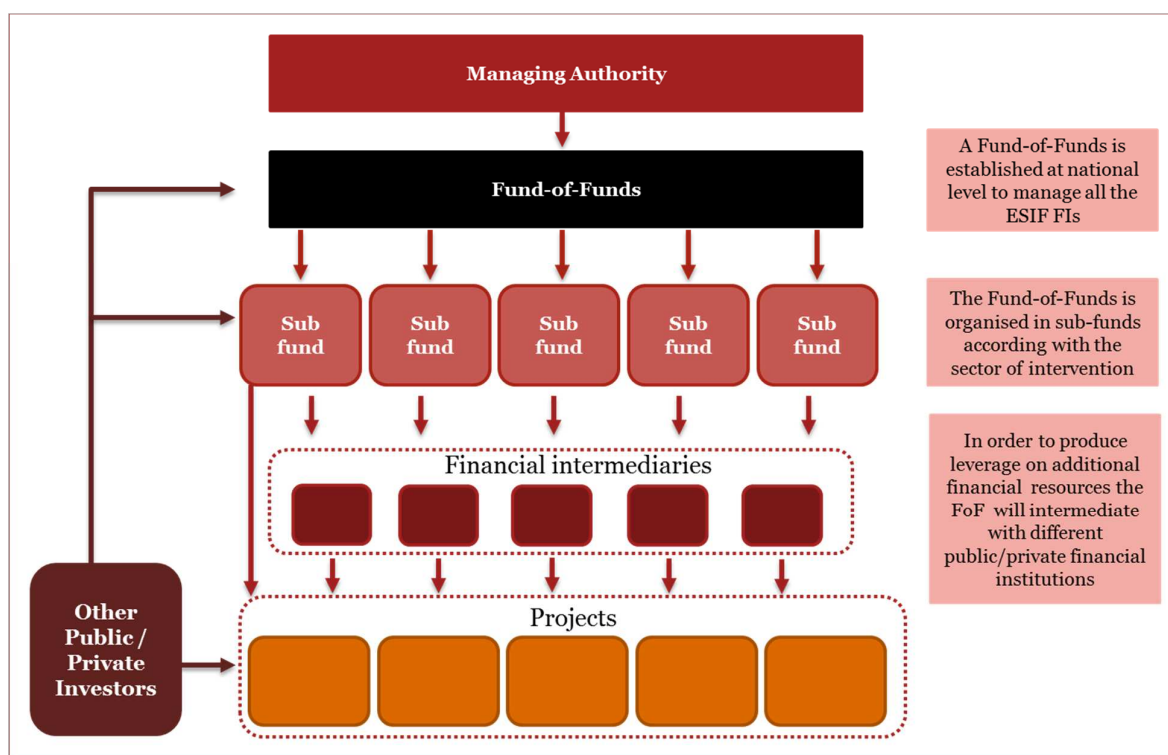 Managing Authority
Fund-of-Funds
A Fund-of-Funds is
established at national
level to manage all the
ESIF FIs
Sub
fund
Sub
fund
Sub
fund
Sub
fund
Sub
fund
The Fund-of-Funds is
organised in sub-funds
according with the
sector of intervention
Financial intermediaries
In order to produce
leverage on additional
financial resources the
FoF will intermediate
with different
public/private financial
institutions
Other
Public /
Private
Investors
Projects